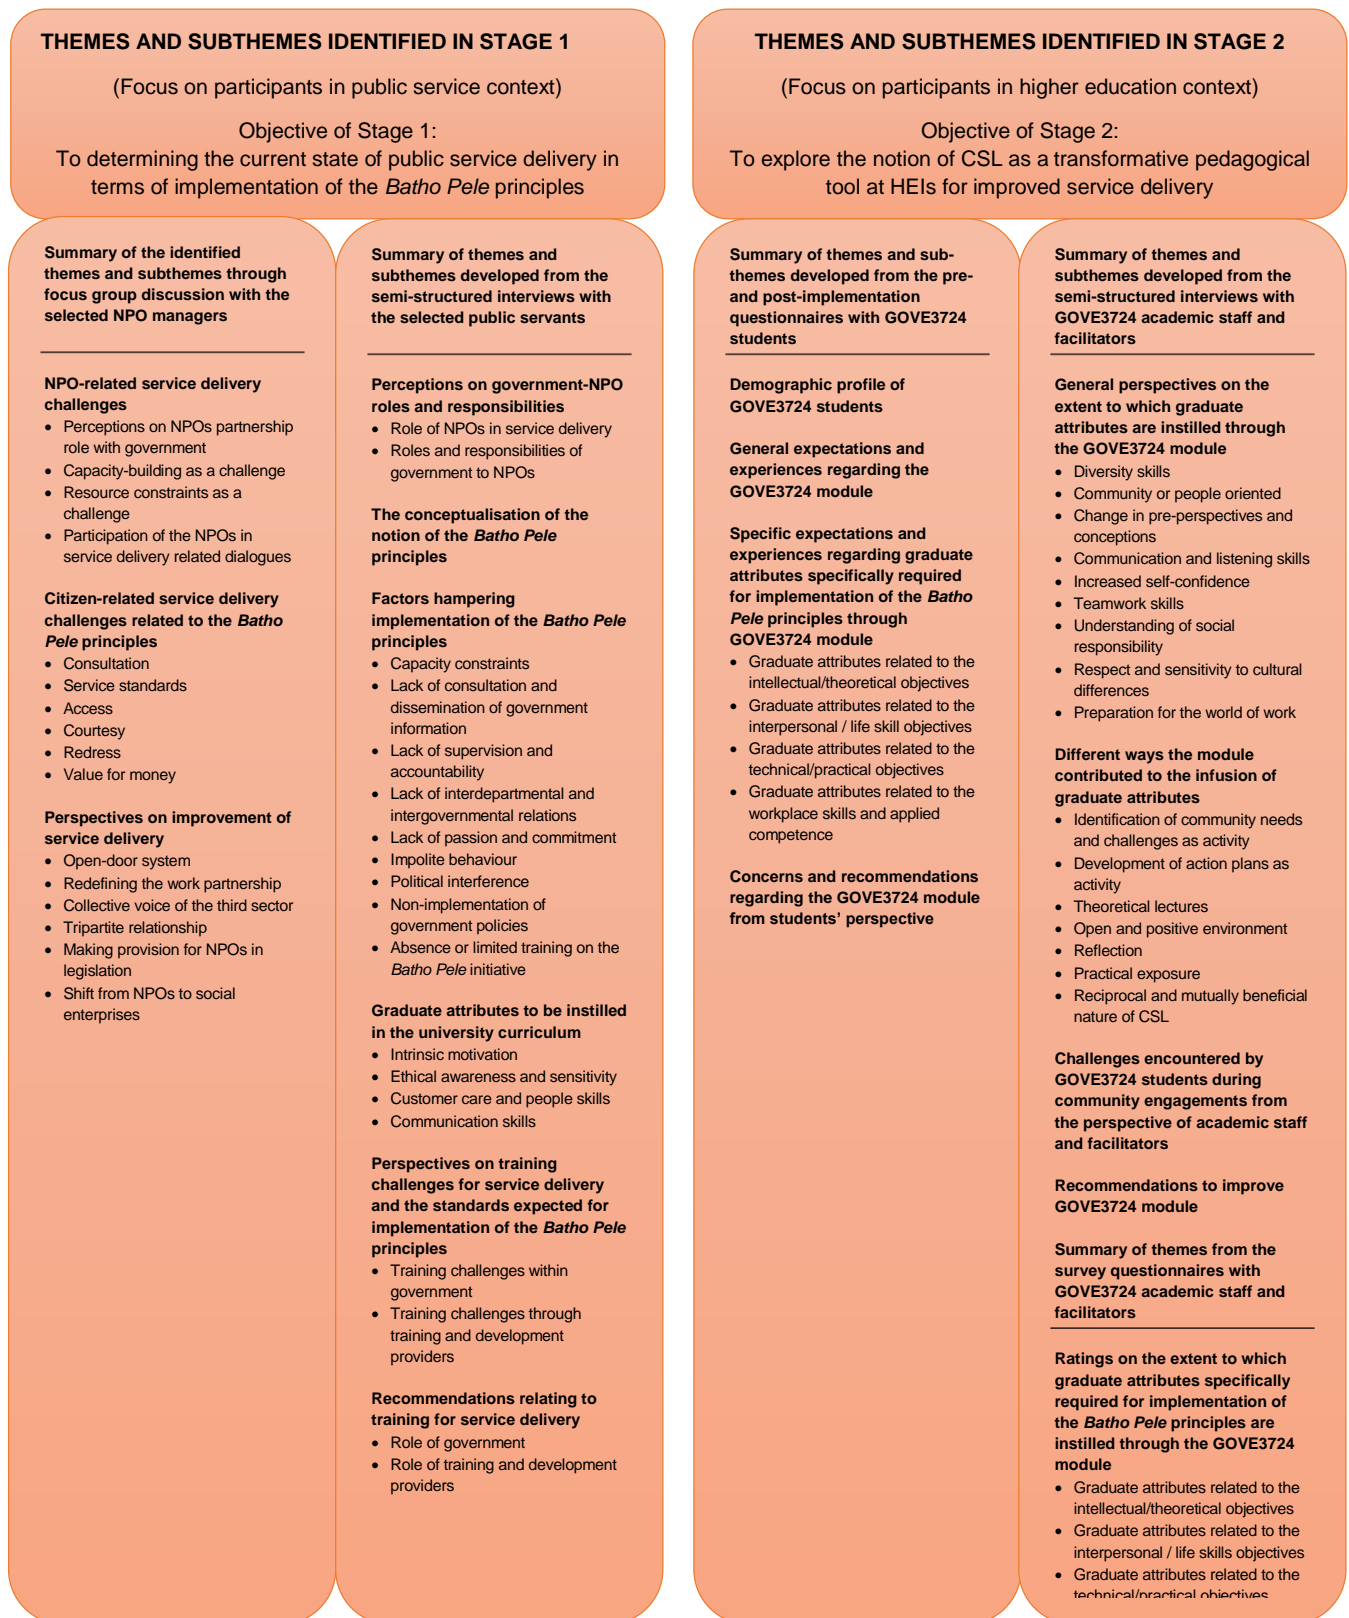 THEMES AND SUBTHEMES IDENTIFIED IN STAGE 1
(Focus on participants in public service context)
Objective of Stage 1:
To determining the current state of public service delivery in
terms of implementation of the Batho Pele principles
Summary of the identified
themes and subthemes through
focus group discussion with the
selected NPO managers
NPO-related service delivery
challenges
• Perceptions on NPOs partnership
role with government
• Capacity-building as a challenge
• Resource constraints as a
challenge
• Participation of the NPOs in
service delivery related dialogues
Citizen-related service delivery
challenges related to the Batho
Pele principles
• Consultation
• Service standards
• Access
• Courtesy
• Redress
• Value for money
Perspectives on improvement of
service delivery
• Open-door system
• Redefining the work partnership
• Collective voice of the third sector
• Tripartite relationship
• Making provision for NPOs in
legislation
• Shift from NPOs to social
enterprises
Summary of themes and
subthemes developed from the
semi-structured interviews with
the selected public servants
Perceptions on government-NPO
roles and responsibilities
• Role of NPOs in service delivery
• Roles and responsibilities of
government to NPOs
The conceptualisation of the
notion of the Batho Pele
principles
Factors hampering
implementation of the Batho Pele
principles
• Capacity constraints
• Lack of consultation and
dissemination of government
information
• Lack of supervision and
accountability
• Lack of interdepartmental and
intergovernmental relations
• Lack of passion and commitment
• Impolite behaviour
• Political interference
• Non-implementation of
government policies
• Absence or limited training on the
Batho Pele initiative
Graduate attributes to be instilled
in the university curriculum
• Intrinsic motivation
• Ethical awareness and sensitivity
• Customer care and people skills
• Communication skills
Perspectives on training
challenges for service delivery
and the standards expected for
implementation of the Batho Pele
principles
• Training challenges within
government
• Training challenges through
training and development
providers
Recommendations relating to
training for service delivery
• Role of government
• Role of training and development
providers
THEMES AND SUBTHEMES IDENTIFIED IN STAGE 2
(Focus on participants in higher education context)
Objective of Stage 2:
To explore the notion of CSL as a transformative pedagogical
tool at HEIs for improved service delivery
Summary of themes and sub-
themes developed from the pre-
and post-implementation
questionnaires with GOVE3724
students
Demographic profile of
GOVE3724 students
General expectations and
experiences regarding the
GOVE3724 module
Specific expectations and
experiences regarding graduate
attributes specifically required
for implementation of the Batho
Pele principles through
GOVE3724 module
• Graduate attributes related to the
intellectual/theoretical objectives
• Graduate attributes related to the
interpersonal / life skill objectives
• Graduate attributes related to the
technical/practical objectives
• Graduate attributes related to the
workplace skills and applied
competence
Concerns and recommendations
regarding the GOVE3724 module
from students' perspective
Summary of themes and
subthemes developed from the
semi-structured interviews with
GOVE3724 academic staff and
facilitators
General perspectives on the
extent to which graduate
attributes are instilled through
the GOVE3724 module
• Diversity skills
• Community or people oriented
• Change in pre-perspectives and
conceptions
• Communication and listening skills
• Increased self-confidence
• Teamwork skills
• Understanding of social
responsibility
• Respect and sensitivity to cultural
differences
• Preparation for the world of work
Different ways the module
contributed to the infusion of
graduate attributes
• Identification of community needs
and challenges as activity
• Development of action plans as
activity
• Theoretical lectures
• Open and positive environment
• Reflection
• Practical exposure
• Reciprocal and mutually beneficial
nature of CSL
Challenges encountered by
GOVE3724 students during
community engagements from
the perspective of academic staff
and facilitators
Recommendations to improve
GOVE3724 module
Summary of themes from the
survey questionnaires with
GOVE3724 academic staff and
facilitators
Ratings on the extent to which
graduate attributes specifically
required for implementation of
the Batho Pele principles are
instilled through the GOVE3724
module
• Graduate attributes related to the
intellectual/theoretical objectives
• Graduate attributes related to the
interpersonal / life skills objectives
• Graduate attributes related to the
technical/practical objectives